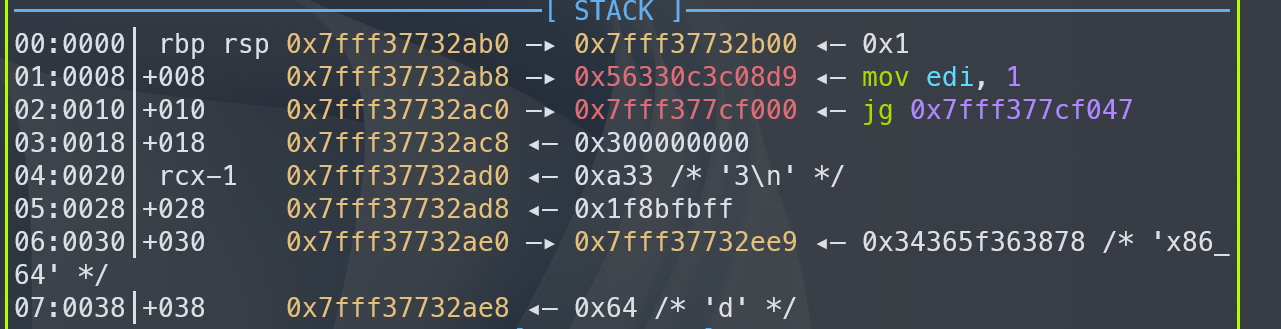 [ STACK ]
00:0000│ rbp rsp 0x7fff37732ab0 —▸ 0x7fff37732b00 ◂— 0x1
01:0008│+008 0x7fff37732ab8 —▸ 0x56330c3c08d9 ◂— mov edi, 1
02:0010│+010 0x7fff37732ac0 —▸ 0x7fff377cf000 ◂— jg 0x7fff377cf047
03:0018│+018 0x7fff37732ac8 ◂— 0x300000000
04:0020│ rcx-1 0x7fff37732ad0 ◂— 0xa33 /* '3\n' */
05:0028│+028 0x7fff37732ad8 ◂— 0x1f8bfbff
06:0030│+030 0x7fff37732ae0 —▸ 0x7fff37732ee9 ◂— 0x34365f363878 /* 'x86_
64' */
07:0038│+038 0x7fff37732ae8 ◂— 0x64 /* 'd' */